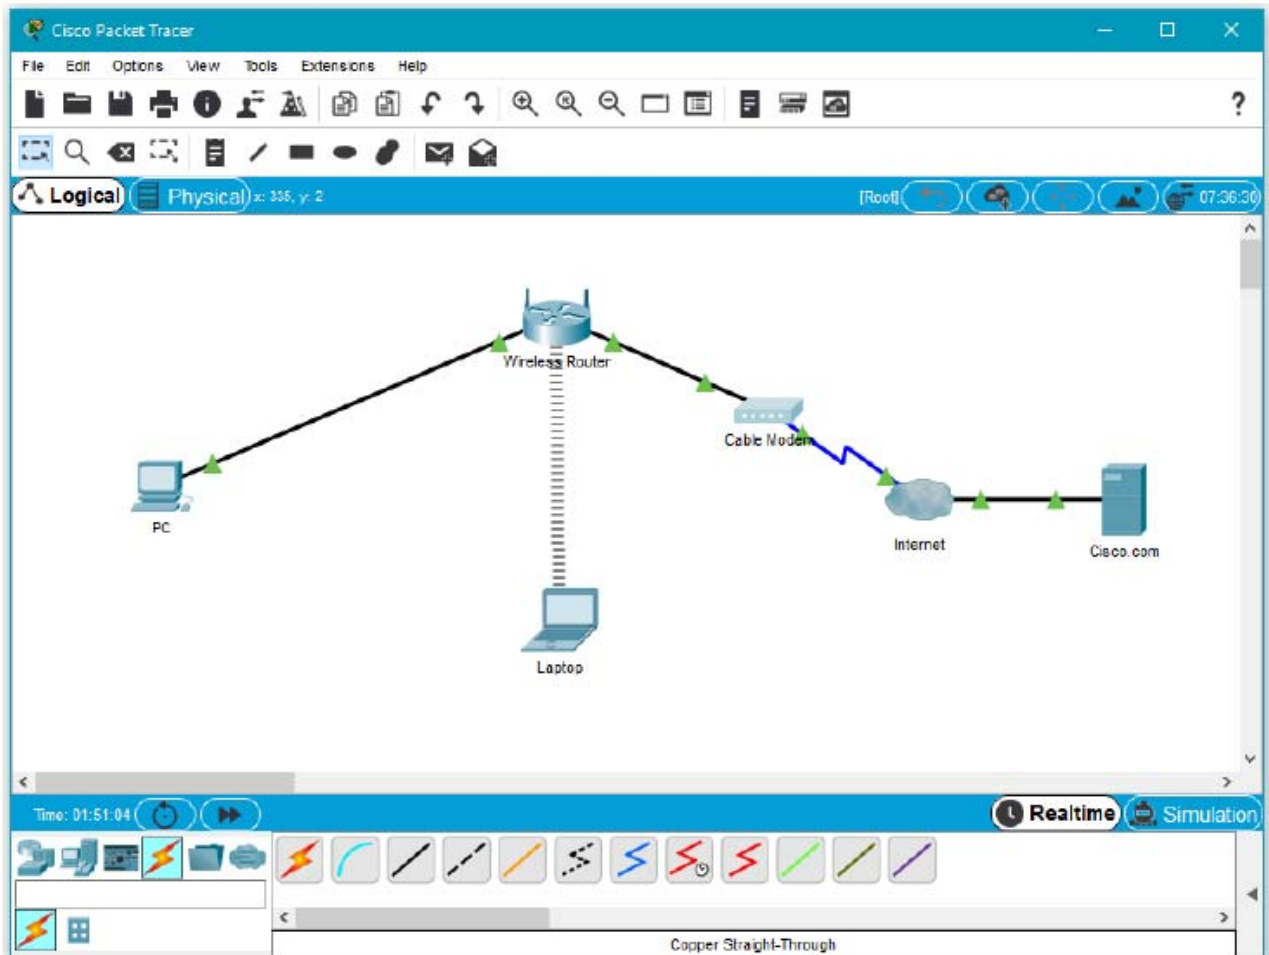 Cisco Packet Tracer
File Edit Options View Tools Extensions Help
?
Logical Physical x: 335, y: 2 [Root] 07:36:30
Wireless Router
Cable Modem
PC
Internet
Cisco.com
Laptop
Time: 01:51:04 Realtime Simulation
Copper Straight-Through